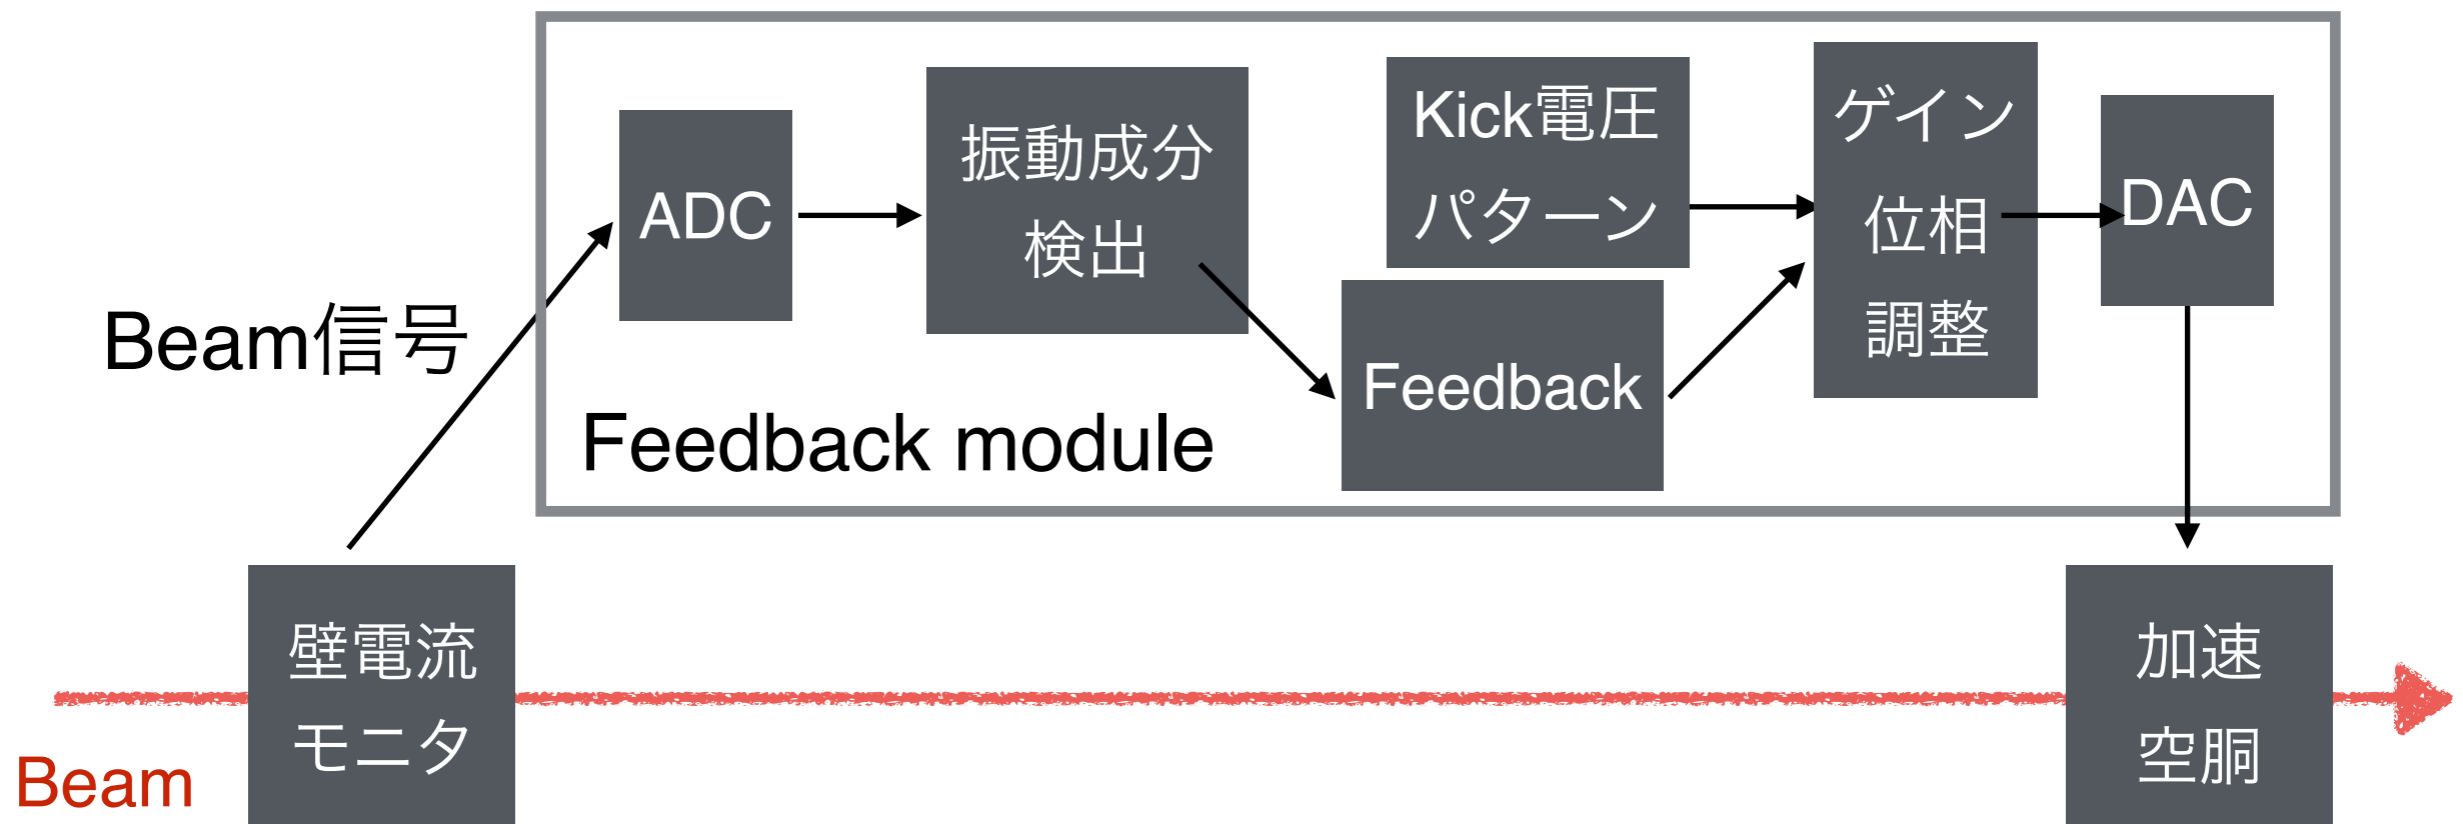 ADC
振動成分
検出
Kick電圧
パターン
ゲイン
位相
調整
DAC
Beam信号
Feedback
Feedback module
壁電流
モニタ
加速
空胴
Beam